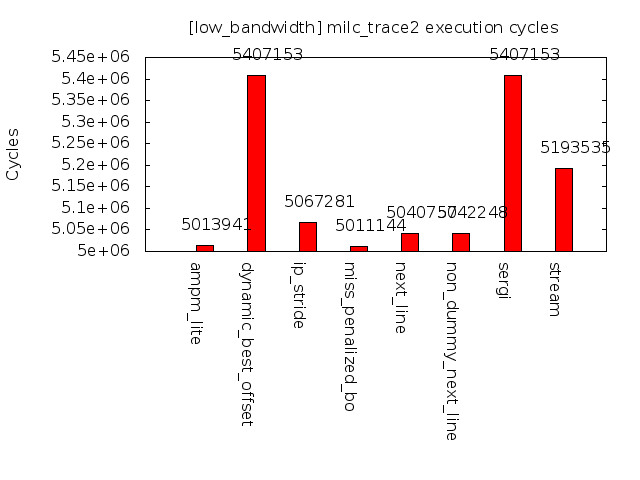 [low_bandwidth] milc_trace2 execution cycles
Cycles
5.45e+06
5.4e+06
5.35e+06
5.3e+06
5.25e+06
5.2e+06
5.15e+06
5.1e+06
5.05e+06
5e+06
5013941
5407153
5067281
5011144
5040757
5042248
5407153
5193535
ampm_lite
dynamic_best_offset
ip_stride
miss_penalized_bo
next_line
non_dummy_next_line
sergi
stream